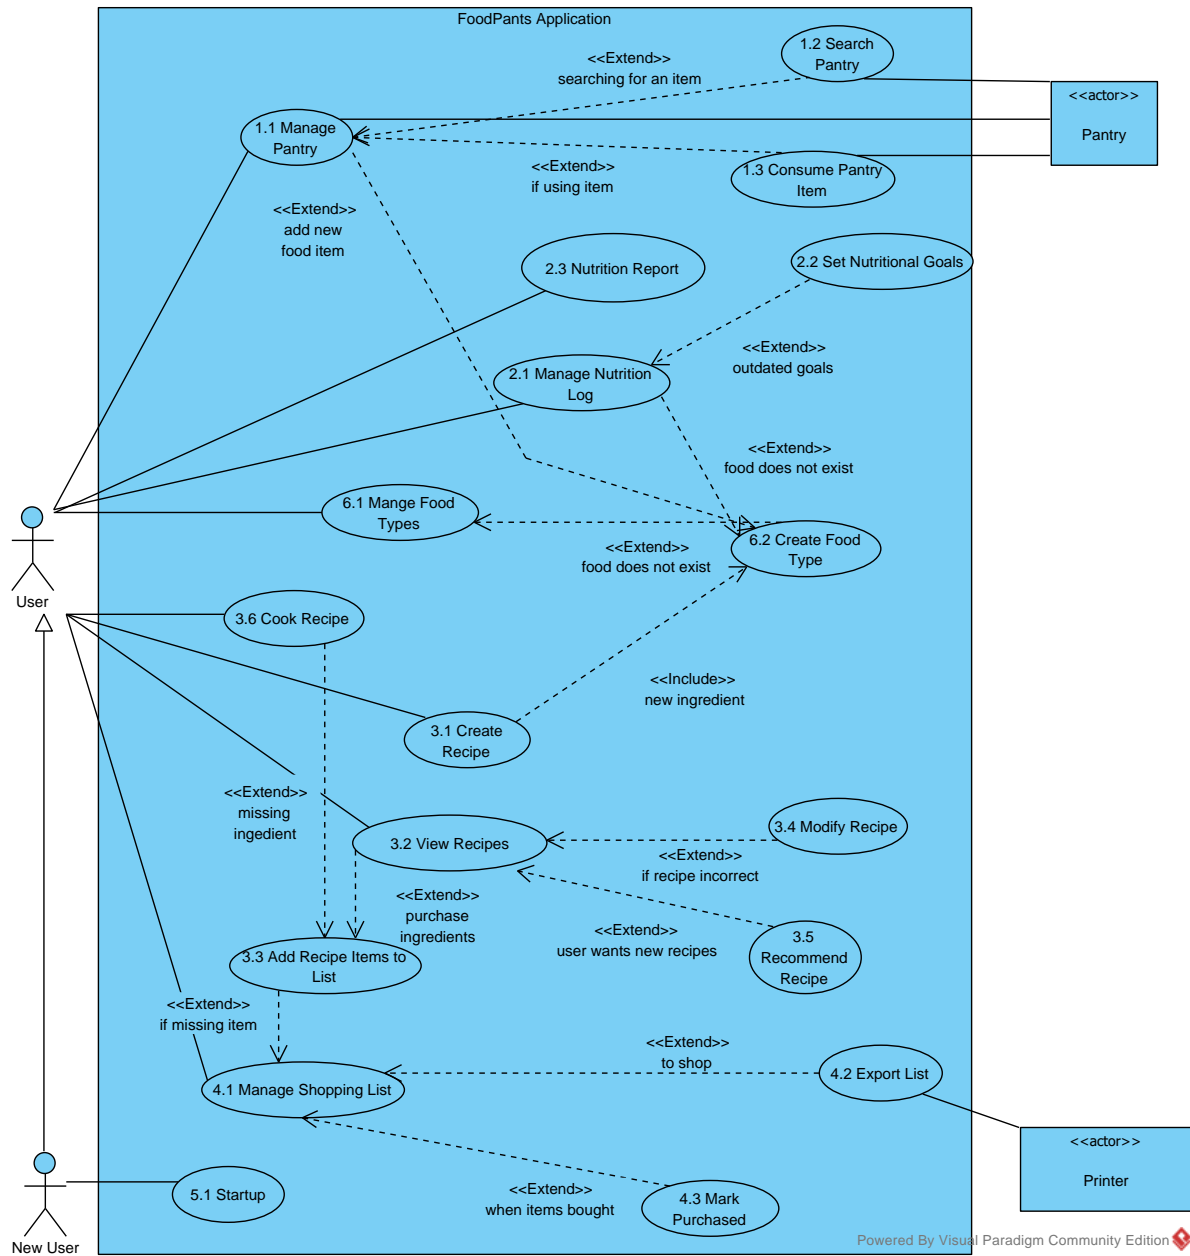 FoodPants Application
1.2 Search
Pantry
<<Extend>>
searching for an item
<<actor>>
Pantry
1.1 Manage
Pantry
<<Extend>>
if using item
1.3 Consume Pantry
Item
<<Extend>>
add new
food item
2.3 Nutrition Report
2.2 Set Nutritional Goals
<<Extend>>
outdated goals
2.1 Manage Nutrition
Log
<<Extend>>
food does not exist
6.1 Mange Food
Types
6.2 Create Food
Type
<<Extend>>
food does not exist
User
3.6 Cook Recipe
<<Include>>
new ingredient
3.1 Create
Recipe
<<Extend>>
missing
ingedient
3.4 Modify Recipe
3.2 View Recipes
<<Extend>>
if recipe incorrect
<<Extend>>
purchase
ingredients
<<Extend>>
user wants new recipes
3.5
Recommend
Recipe
3.3 Add Recipe Items to
List
<<Extend>>
if missing item
<<Extend>>
to shop
4.2 Export List
4.1 Manage Shopping List
<<actor>>
Printer
5.1 Startup
<<Extend>>
when items bought
4.3 Mark
Purchased
New User
Powered By Visual Paradigm Community Edition